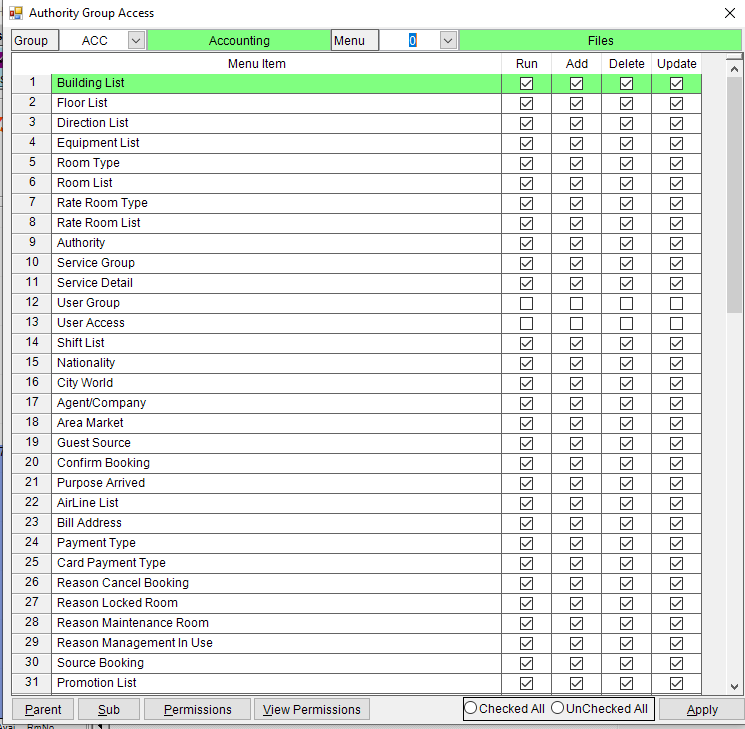 Authority Group Access
Group ACC Accounting Menu 0 Files
Menu Item Run Add Delete Update
1 Building List
2 Floor List
3 Direction List
4 Equipment List
5 Room Type
6 Room List
7 Rate Room Type
8 Rate Room List
9 Authority
10 Service Group
11 Service Detail
12 User Group
13 User Access
14 Shift List
15 Nationality
16 City World
17 Agent/Company
18 Area Market
19 Guest Source
20 Confirm Booking
21 Purpose Arrived
22 AirLine List
23 Bill Address
24 Payment Type
25 Card Payment Type
26 Reason Cancel Booking
27 Reason Locked Room
28 Reason Maintenance Room
29 Reason Management In Use
30 Source Booking
31 Promotion List
Parent Sub Permissions View Permissions Checked All UnChecked All Apply